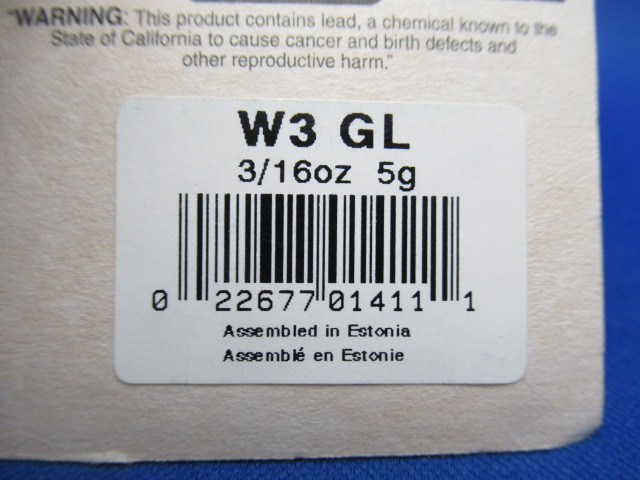 "WARNING: This product contains lead, a chemical known to the
State of California to cause cancer and birth defects and
other reproductive harm."
W3 GL
3/16oz 5g
0 22677 01411 1
Assembled in Estonia
Assemblé en Estonie